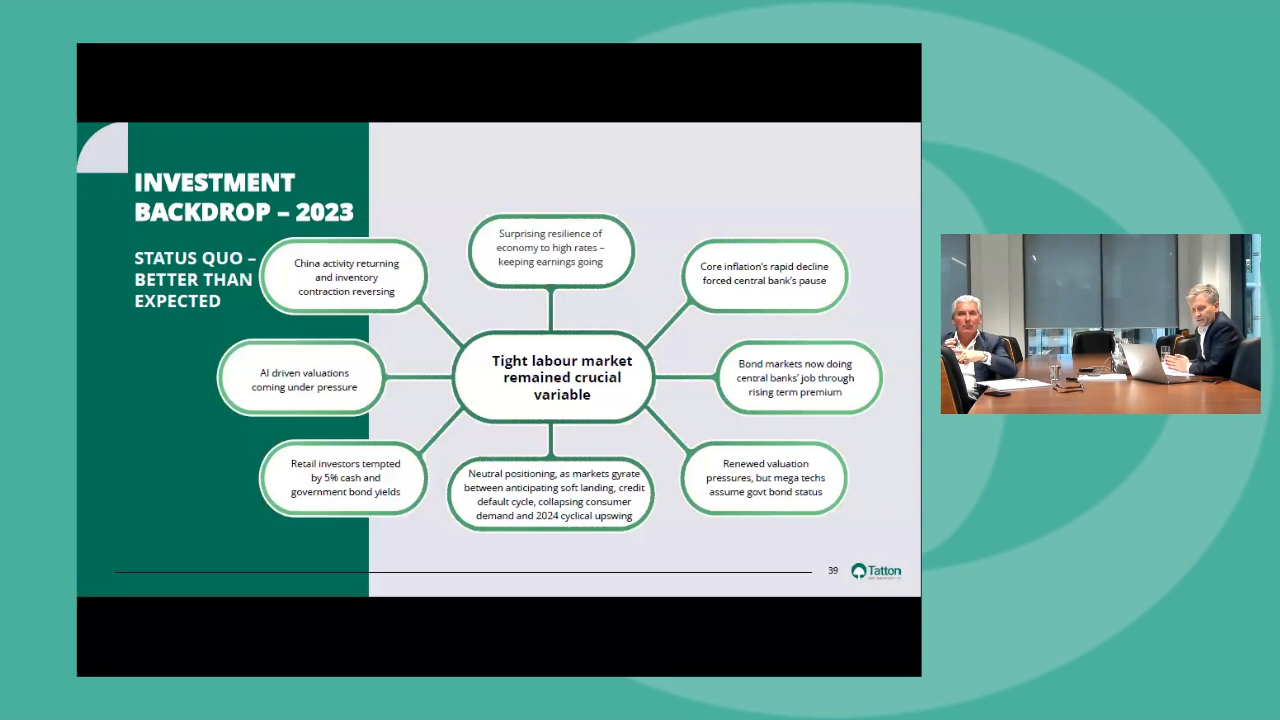 INVESTMENT
BACKDROP – 2023
STATUS QUO –
BETTER THAN
EXPECTED
Surprising resilience of
economy to high rates –
keeping earnings going
China activity returning
and inventory
contraction reversing
Core inflation's rapid decline
forced central bank's pause
AI driven valuations
coming under pressure
Tight labour market
remained crucial
variable
Bond markets now doing
central banks' job through
rising term premium
Retail investors tempted
by 5% cash and
government bond yields
Neutral positioning, as markets gyrate
between anticipating soft landing, credit
default cycle, collapsing consumer
demand and 2024 cyclical upswing
Renewed valuation
pressures, but mega techs
assume govt bond status
39
Tatton